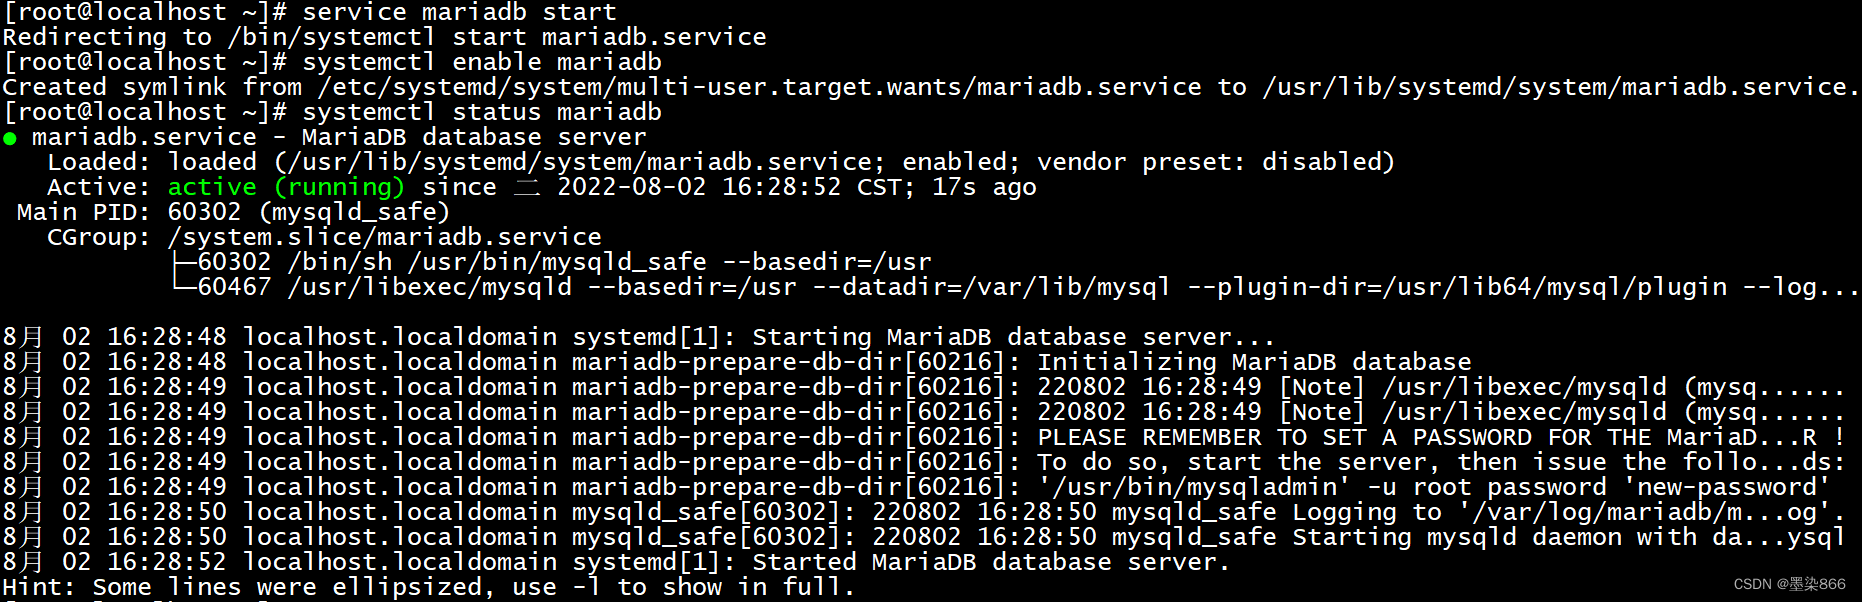 [root@localhost ~]# service mariadb start
Redirecting to /bin/systemctl start mariadb.service
[root@localhost ~]# systemctl enable mariadb
Created symlink from /etc/systemd/system/multi-user.target.wants/mariadb.service to /usr/lib/systemd/system/mariadb.service.
[root@localhost ~]# systemctl status mariadb
● mariadb.service - MariaDB database server
   Loaded: loaded (/usr/lib/systemd/system/mariadb.service; enabled; vendor preset: disabled)
   Active: active (running) since 二 2022-08-02 16:28:52 CST; 17s ago
 Main PID: 60302 (mysqld_safe)
   CGroup: /system.slice/mariadb.service
           ├─60302 /bin/sh /usr/bin/mysqld_safe --basedir=/usr
           └─60467 /usr/libexec/mysqld --basedir=/usr --datadir=/var/lib/mysql --plugin-dir=/usr/lib64/mysql/plugin --log...
8月 02 16:28:48 localhost.localdomain systemd[1]: Starting MariaDB database server...
8月 02 16:28:48 localhost.localdomain mariadb-prepare-db-dir[60216]: Initializing MariaDB database
8月 02 16:28:49 localhost.localdomain mariadb-prepare-db-dir[60216]: 220802 16:28:49 [Note] /usr/libexec/mysqld (mysq......
8月 02 16:28:49 localhost.localdomain mariadb-prepare-db-dir[60216]: 220802 16:28:49 [Note] /usr/libexec/mysqld (mysq......
8月 02 16:28:49 localhost.localdomain mariadb-prepare-db-dir[60216]: PLEASE REMEMBER TO SET A PASSWORD FOR THE MariaD...R !
8月 02 16:28:49 localhost.localdomain mariadb-prepare-db-dir[60216]: To do so, start the server, then issue the follo...ds:
8月 02 16:28:49 localhost.localdomain mariadb-prepare-db-dir[60216]: '/usr/bin/mysqladmin' -u root password 'new-password'
8月 02 16:28:50 localhost.localdomain mysqld_safe[60302]: 220802 16:28:50 mysqld_safe Logging to '/var/log/mariadb/m...og'.
8月 02 16:28:50 localhost.localdomain mysqld_safe[60302]: 220802 16:28:50 mysqld_safe Starting mysqld daemon with da...ysql
8月 02 16:28:52 localhost.localdomain systemd[1]: Started MariaDB database server.
Hint: Some lines were ellipsized, use -l to show in full.
CSDN @墨染866